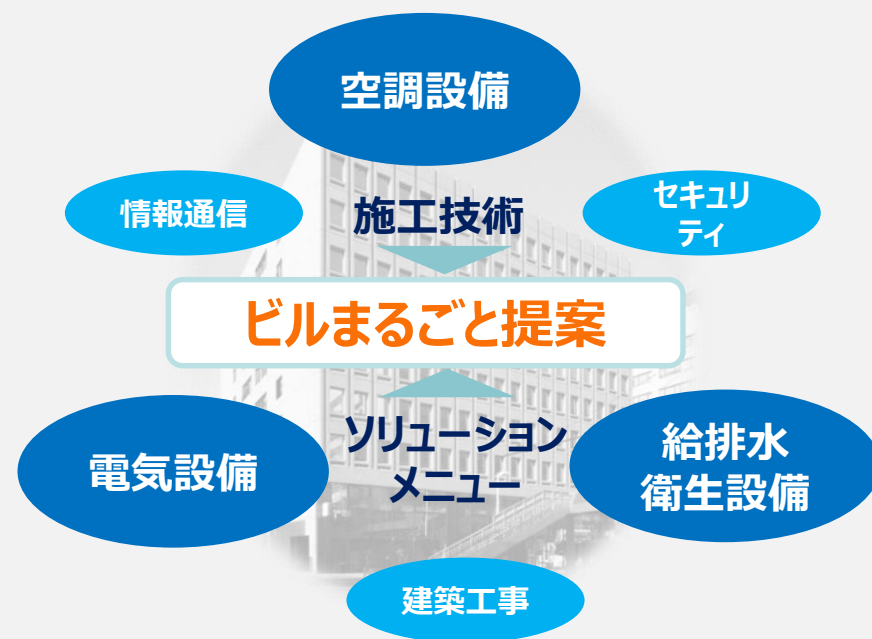 空調設備
情報通信
施工技術
セキュリ
ティ
ビルまるごと提案
電気設備
ソリューション
メニュー
給排水
衛生設備
建築工事